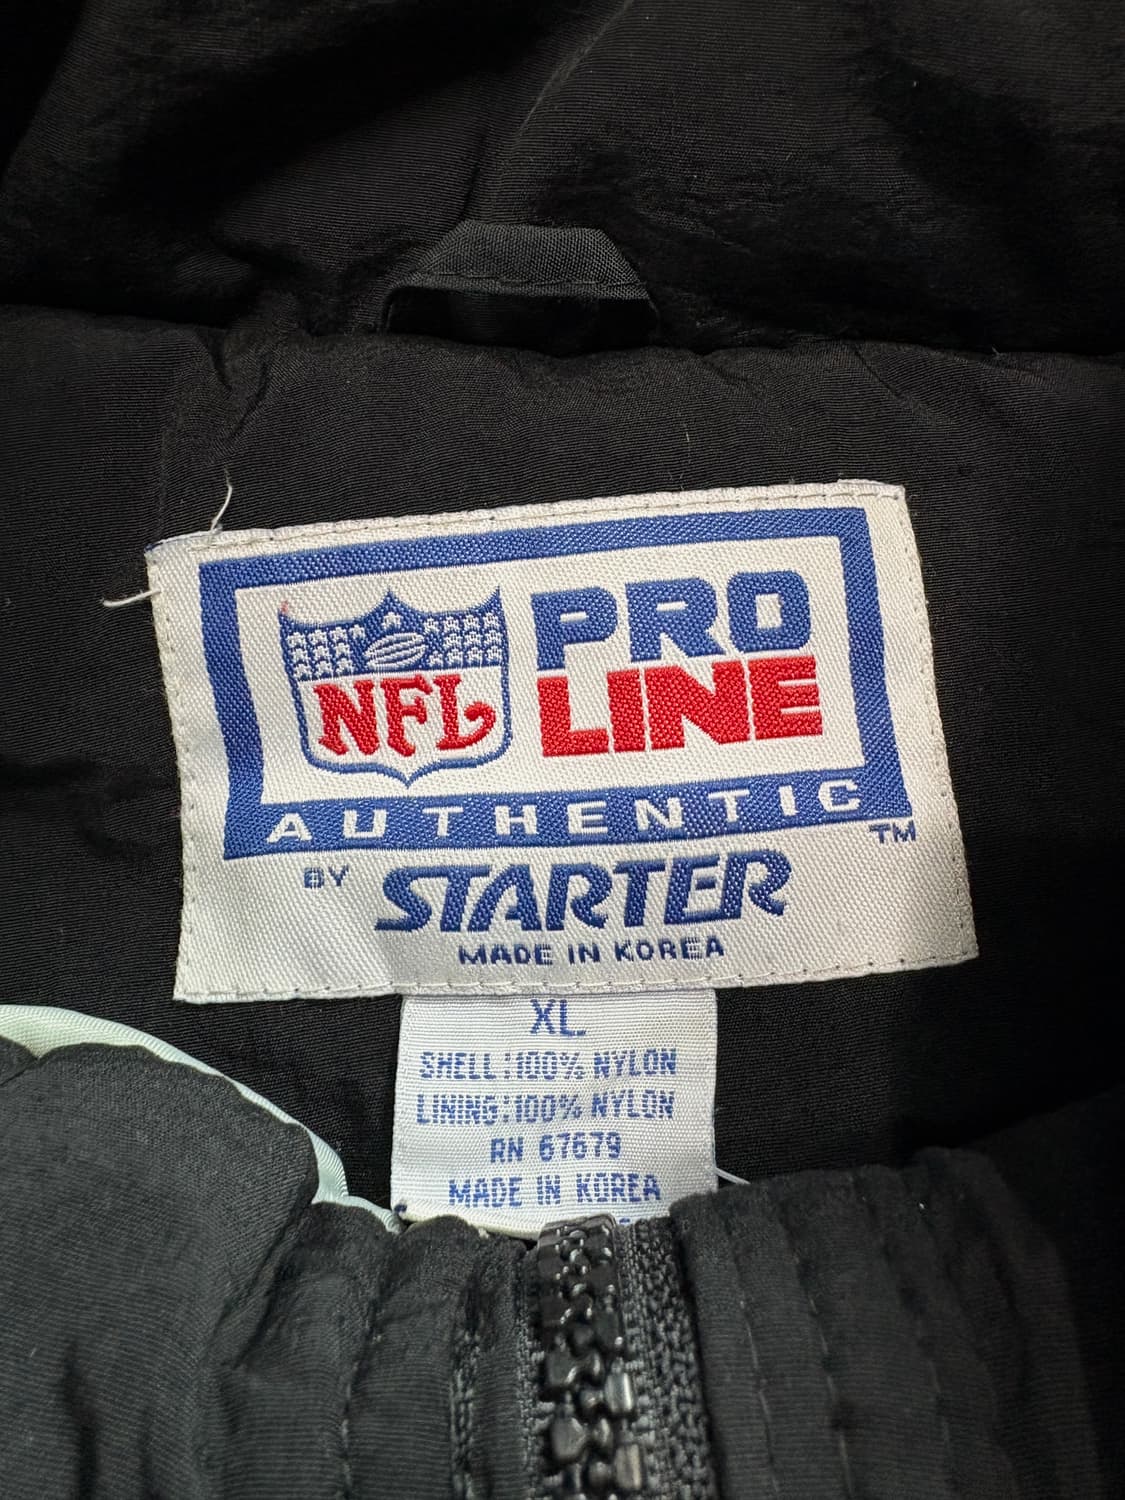 NFL
PRO
LINE
AUTHENTIC
TM
BY STARTER
MADE IN KOREA
XL
SHELL:100% NYLON
LINING:100% NYLON
RN 67679
MADE IN KOREA